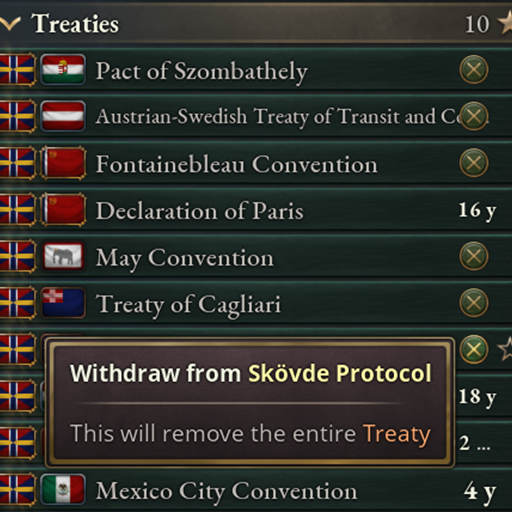 Treaties 10
Pact of Szombathely
Austrian-Swedish Treaty of Transit and
Fontainebleau Convention
Declaration of Paris 16 y
May Convention
Treaty of Cagliari
Withdraw from Skövde Protocol
18 y
This will remove the entire Treaty
2 ...
Mexico City Convention 4 y